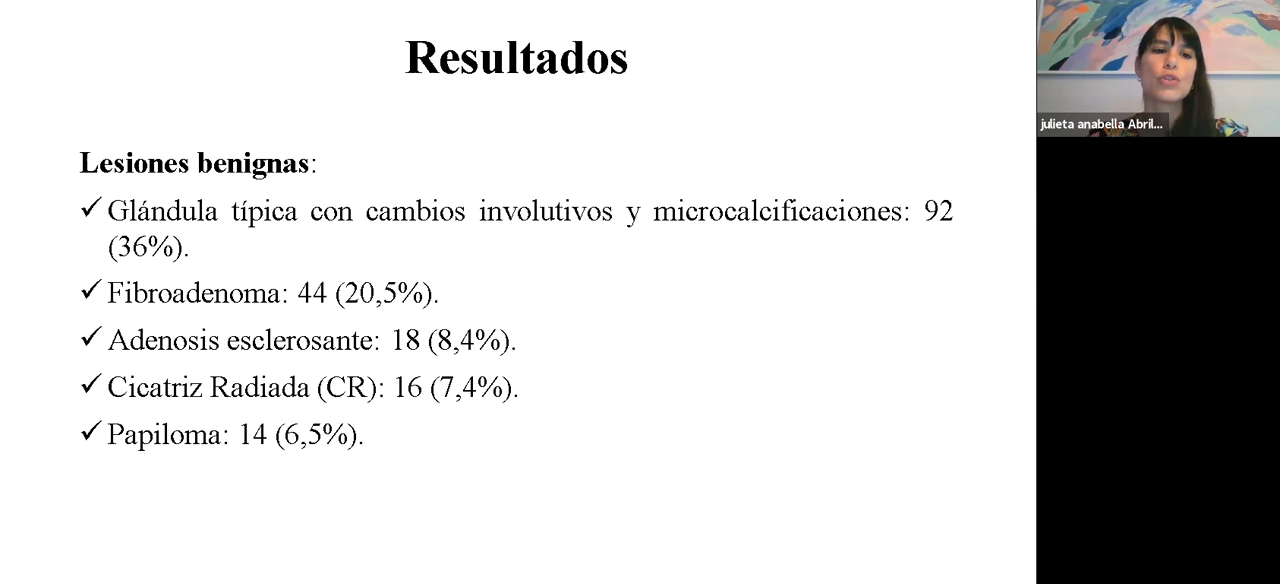 Resultados
Lesiones benignas:
✓ Glándula típica con cambios involutivos y microcalcificaciones: 92
(36%).
✓ Fibroadenoma: 44 (20,5%).
✓ Adenosis esclerosante: 18 (8,4%).
✓ Cicatriz Radiada (CR): 16 (7,4%).
✓ Papiloma: 14 (6,5%).
julieta anabella Abril...